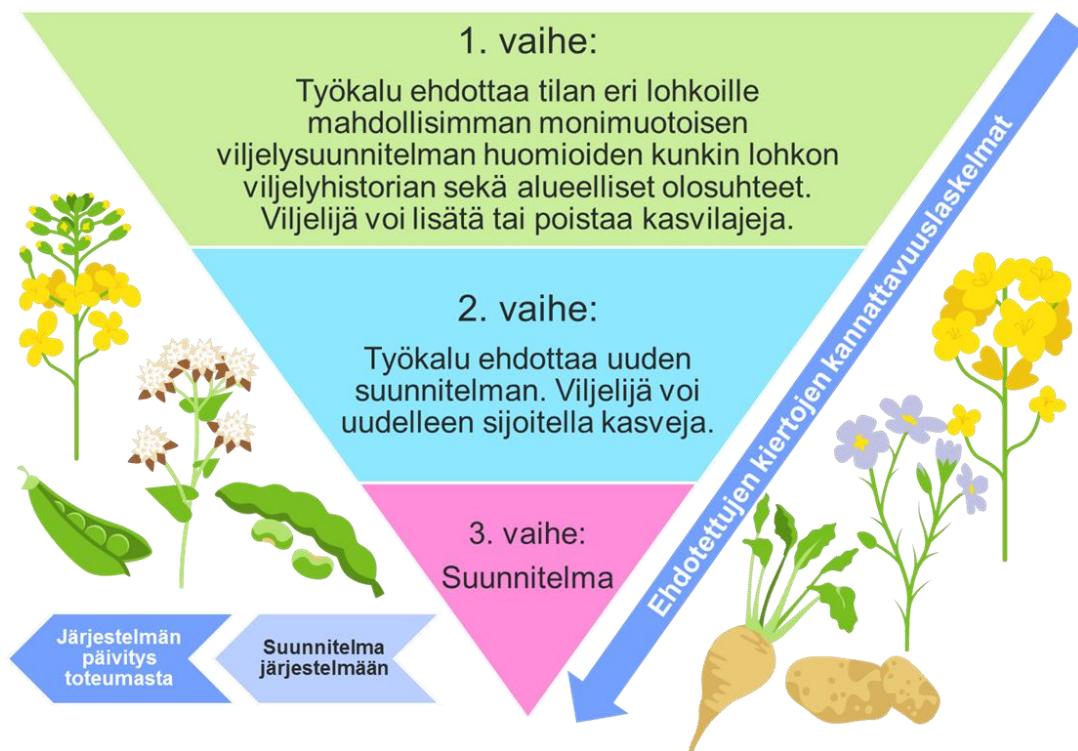 1. vaihe:
Työkalu ehdottaa tilan eri lohkoille
mahdollisimman monimuotoisen
viljelysuunnitelman huomioiden kunkin lohkon
viljelyhistorian sekä alueelliset olosuhteet.
Viljelijä voi lisätä tai poistaa kasvilajeja.
2. vaihe:
Työkalu ehdottaa uuden
suunnitelman. Viljelijä voi
uudelleen sijoitella kasveja.
3. vaihe:
Suunnitelma
Ehdotettujen kiertojen kannattavuuslaskelmat
Suunnitelma
järjestelmään
Järjestelmän
päivitys
toteumasta